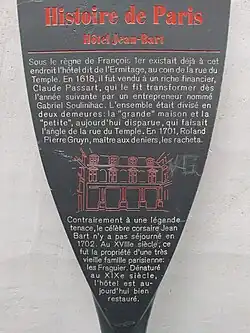 Histoire de Paris
Hôtel Jean-Bart
Sous le règne de François 1er existait déjà à cet
endroit l'hôtel dit de l'Ermitage, au coin de la rue du
Temple. En 1618, il fut vendu à un riche financier,
Claude Passart, qui le fit transformer dès
l'année suivante par un entrepreneur nommé
Gabriel Soulinhac. L'ensemble était divisé en
deux demeures: la "grande" maison et la
"petite", aujourd'hui disparue, qui faisait
l'angle de la rue du Temple. En 1701, Roland
Pierre Gruyn, maître aux deniers, les racheta.
Contrairement à une légende
tenace, le célèbre corsaire Jean
Bart n'y a pas séjourné en
1702. Au XVIIIe siècle, ce
fut la propriété d'une très
vieille famille parisienne:
les Fraguier. Dénaturé
au XIXe siècle,
l'hôtel est au-
jourd'hui bien
restauré.